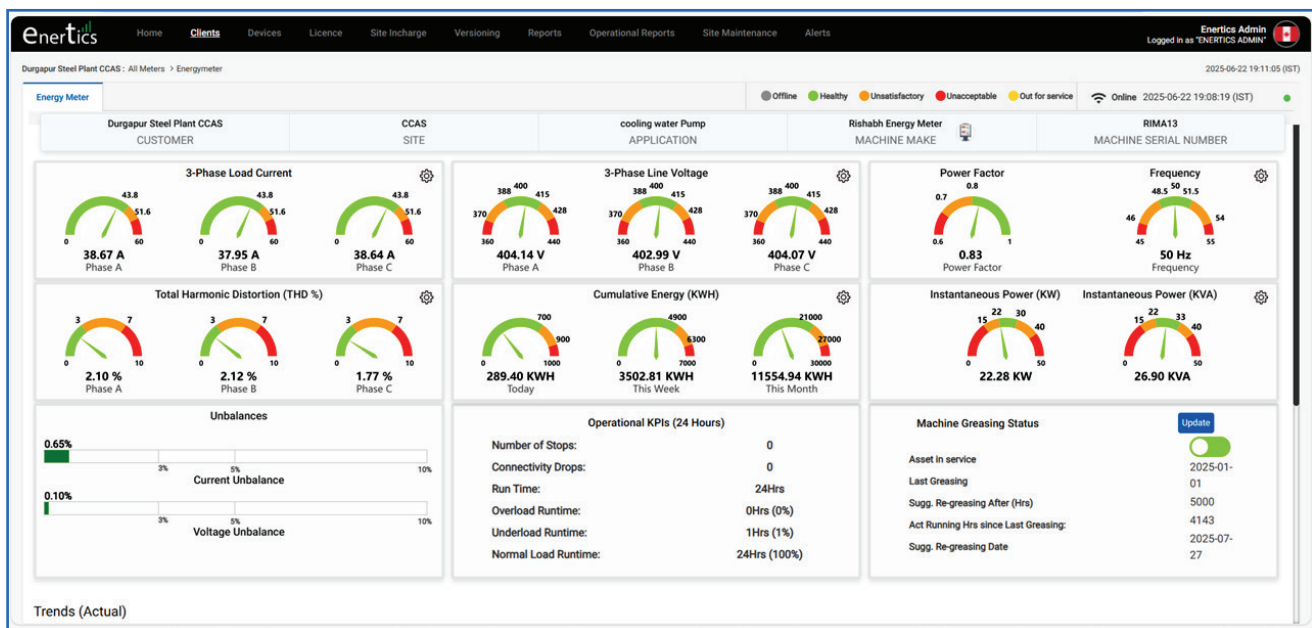 enertics
Home Clients Devices Licence Site Incharge Versioning Reports Operational Reports Site Maintenance Alerts
Enertics Admin
Logged in as "ENERTICS ADMIN"
Durgapur Steel Plant CCAS : All Meters > Energymeter
2025-06-22 19:11:05 (IST)
Energy Meter
Offline Healthy Unsatisfactory Unacceptable Out for service
Online 2025-06-22 19:08:19 (IST)
Durgapur Steel Plant CCAS
CUSTOMER
CCAS
SITE
cooling water Pump
APPLICATION
Rishabh Energy Meter
MACHINE MAKE
RIMA13
MACHINE SERIAL NUMBER
3-Phase Load Current
0 43.8 51.6 60
38.67 A
Phase A
0 43.8 51.6 60
37.95 A
Phase B
0 43.8 51.6 60
38.64 A
Phase C
3-Phase Line Voltage
360 370 388 400 415 428 440
404.14 V
Phase A
360 370 388 400 415 428 440
402.99 V
Phase B
360 370 388 400 415 428 440
404.07 V
Phase C
Power Factor
0.6 0.7 0.8 1
0.83
Power Factor
Frequency
45 46 48.5 50 51.5 54 55
50 Hz
Frequency
Total Harmonic Distortion (THD %)
0 3 7 10
2.10 %
Phase A
0 3 7 10
2.12 %
Phase B
0 3 7 10
1.77 %
Phase C
Cumulative Energy (KWH)
0 700 900 1000
289.40 KWH
Today
0 4900 6300 7000
3502.81 KWH
This Week
0 21000 27000 30000
11554.94 KWH
This Month
Instantaneous Power (KW)
0 15 22 30 40 50
22.28 KW
Instantaneous Power (KVA)
0 15 22 33 40 50
26.90 KVA
Unbalances
0.65%
3% 5% 10%
Current Unbalance
0.10%
3% 5% 10%
Voltage Unbalance
Operational KPIs (24 Hours)
Number of Stops: 0
Connectivity Drops: 0
Run Time: 24Hrs
Overload Runtime: 0Hrs (0%)
Underload Runtime: 1Hrs (1%)
Normal Load Runtime: 24Hrs (100%)
Machine Greasing Status
Update
Asset in service
Last Greasing 2025-01-
01
Sugg. Re-greasing After (Hrs) 5000
Act Running Hrs since Last Greasing: 4143
Sugg. Re-greasing Date 2025-07-
27
Trends (Actual)